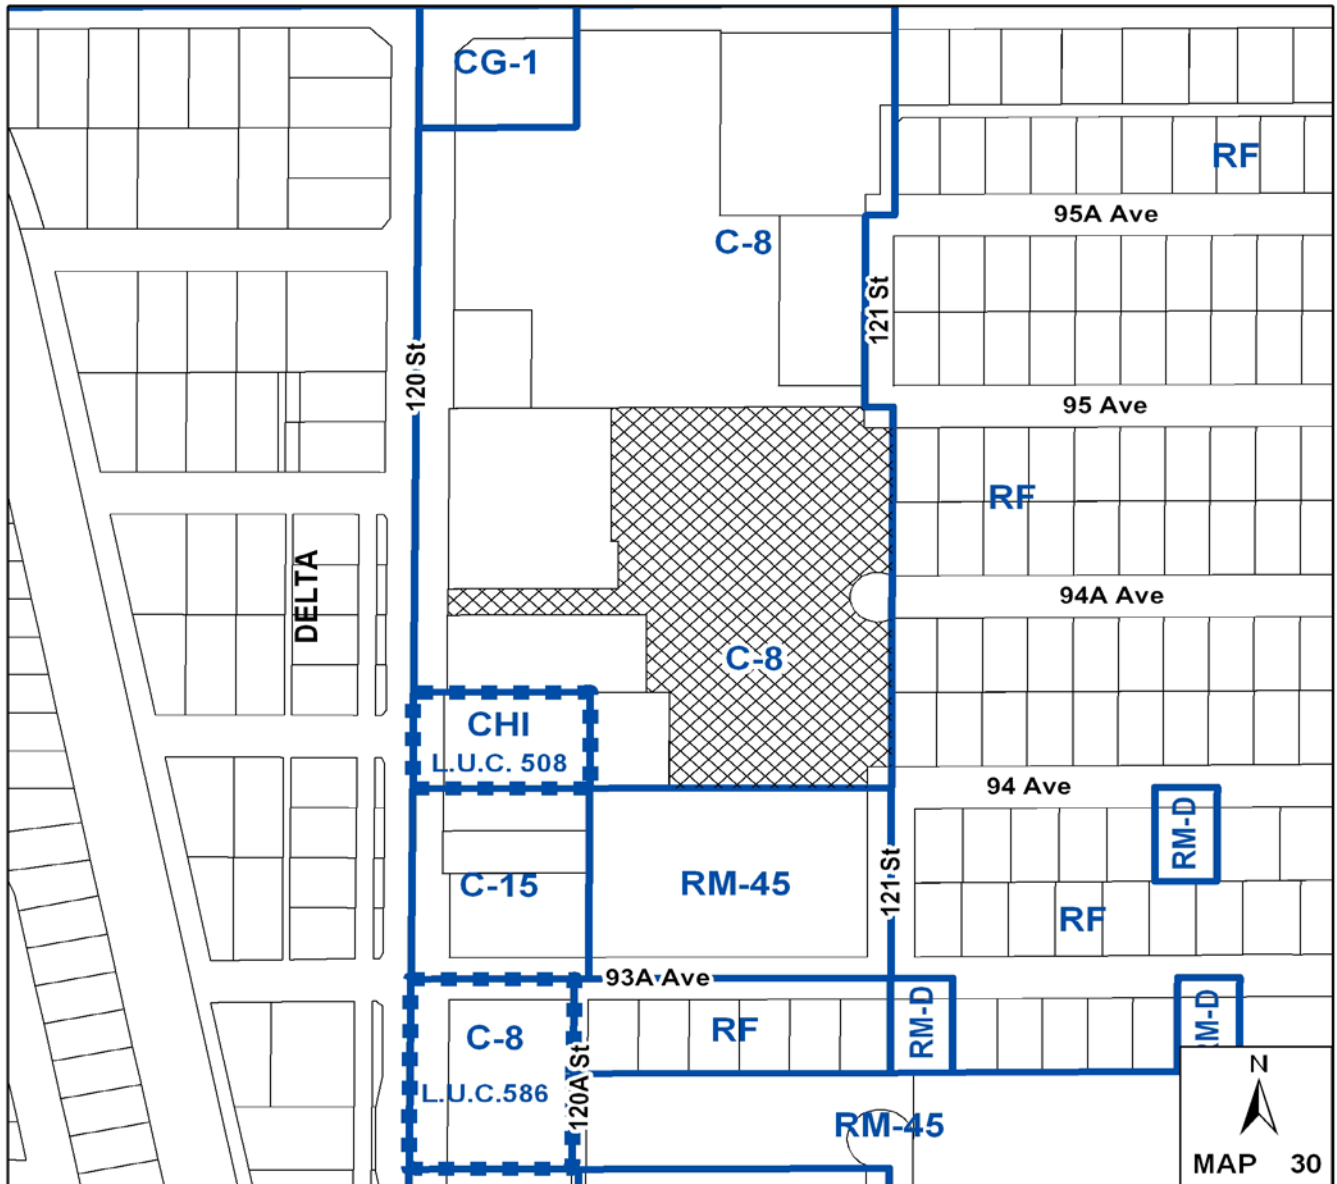 CG-1
RF
95A Ave
C-8
121 St
120 St
95 Ave
RF
DELTA
94A Ave
C-8
CHI
L.U.C. 508
94 Ave
RM-D
C-15
RM-45
121 St
RF
93A Ave
C-8
L.U.C.586
120A St
RF
RM-D
RM-D
RM-45
N
MAP 30